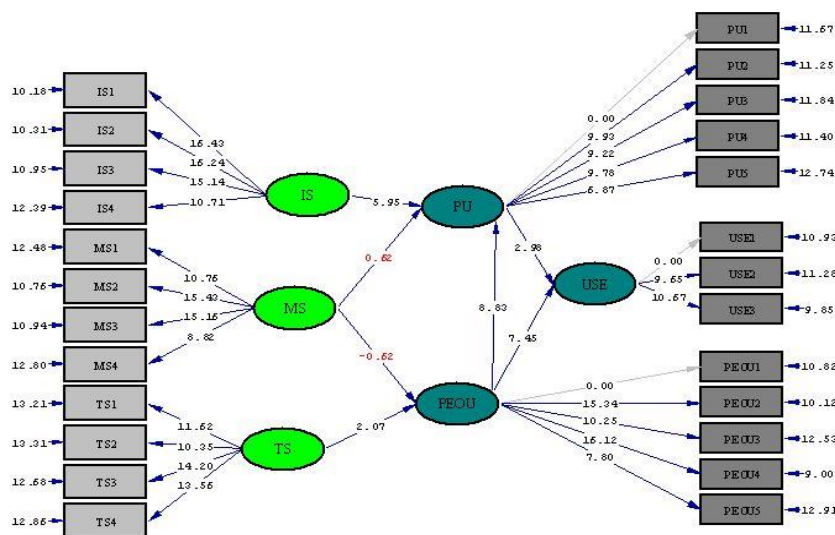 PU1
11.67
PU2
11.25
PU3
11.84
PU4
11.40
PU5
12.74
0.00
9.93
9.22
9.78
6.87
10.18
IS1
10.31
IS2
10.95
IS3
12.39
IS4
16.43
16.24
15.14
10.71
IS
5.95
PU
12.48
MS1
10.76
MS2
10.94
MS3
12.80
MS4
10.76
15.43
15.16
8.82
MS
0.62
-0.62
8.83
2.98
7.45
USE
0.00
9.65
10.67
USE1
10.93
USE2
11.28
USE3
9.85
13.21
TS1
13.31
TS2
12.68
TS3
12.86
TS4
11.62
10.35
14.20
13.56
TS
2.07
PEOU
0.00
15.34
10.25
16.12
7.80
PEOU1
10.82
PEOU2
10.12
PEOU3
12.53
PEOU4
9.00
PEOU5
12.91